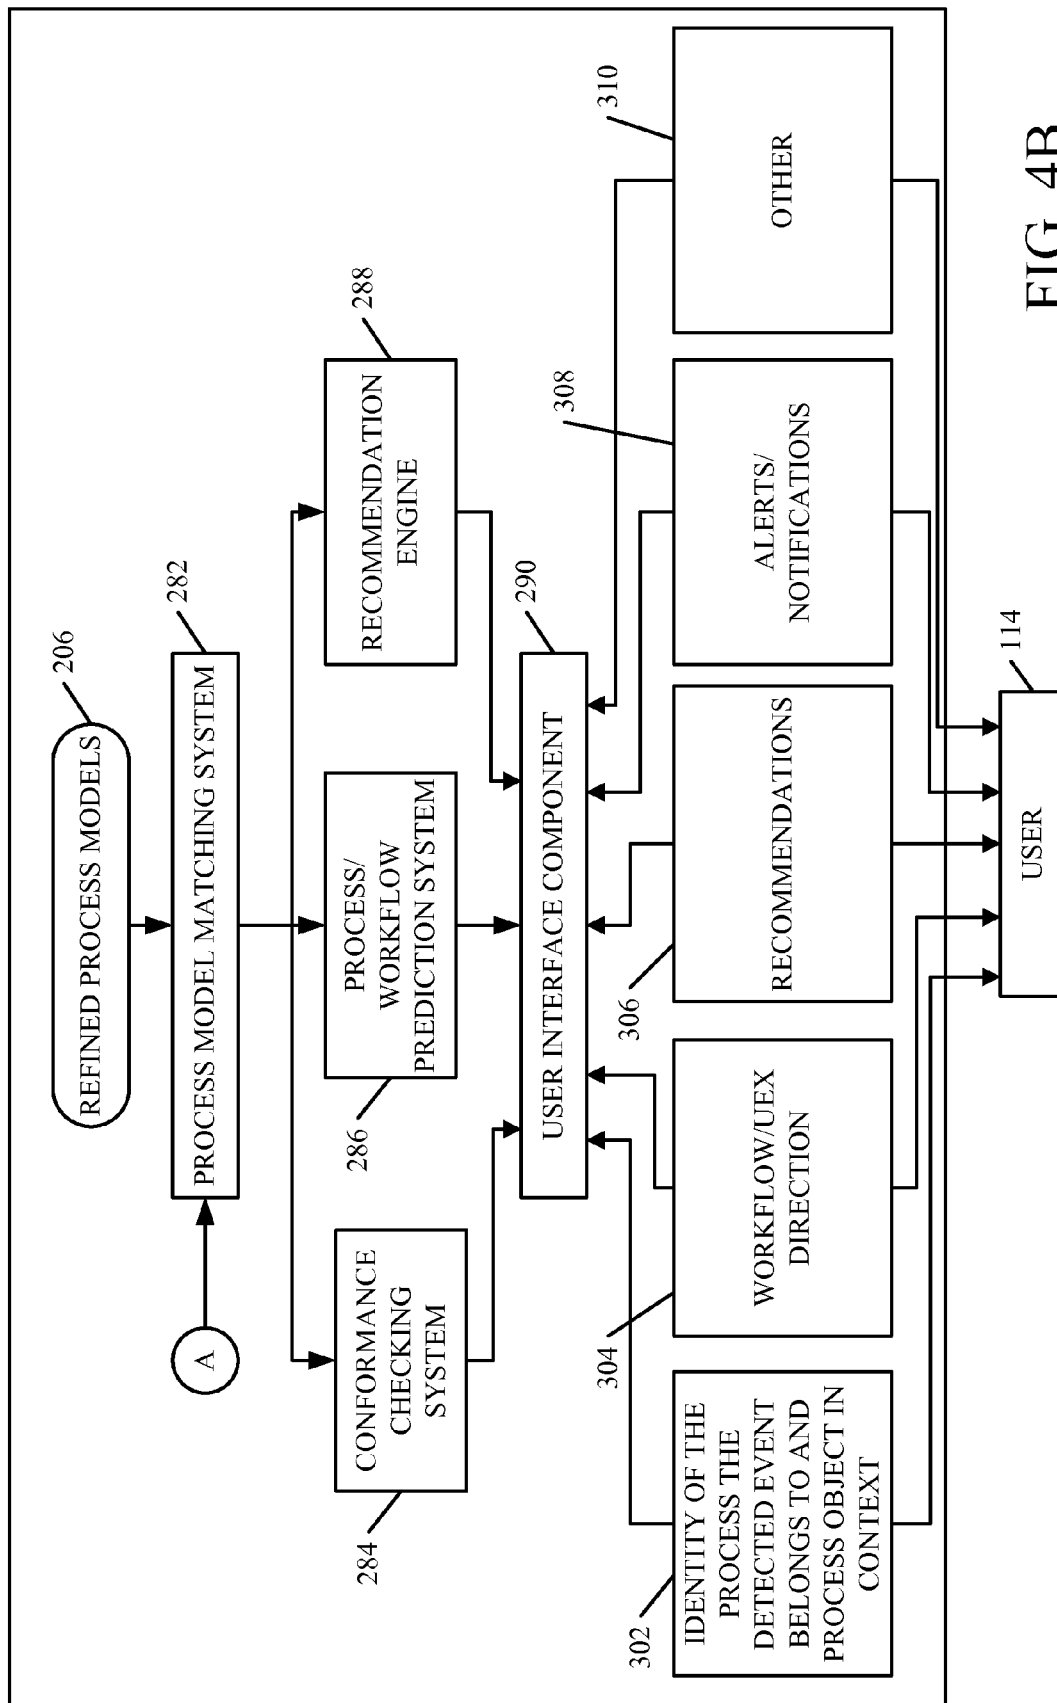 206
REFINED PROCESS MODELS
282
PROCESS MODEL MATCHING SYSTEM
A
288
CONFORMANCE
CHECKING
SYSTEM
284
PROCESS/
WORKFLOW
PREDICTION SYSTEM
286
RECOMMENDATION
ENGINE
290
USER INTERFACE COMPONENT
302
IDENTITY OF THE
PROCESS THE
DETECTED EVENT
BELONGS TO AND
PROCESS OBJECT IN
CONTEXT
304
WORKFLOW/UEX
DIRECTION
306
RECOMMENDATIONS
308
ALERTS/
NOTIFICATIONS
310
OTHER
114
USER
FIG. 4B